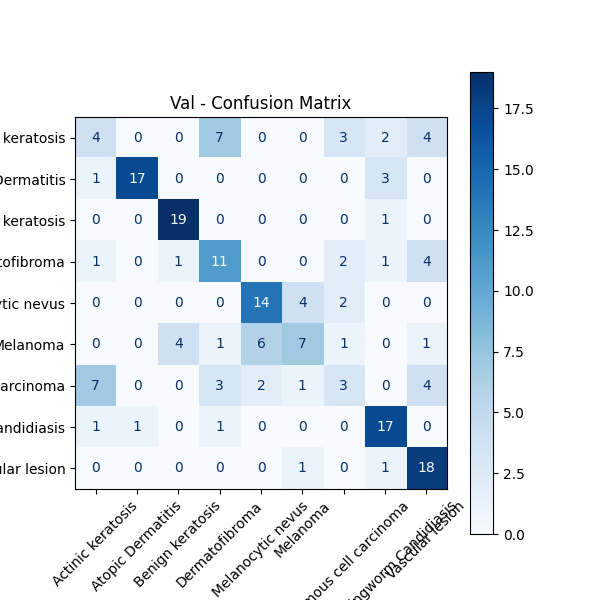 Val - Confusion Matrix
keratosis 4 0 0 7 0 0 3 2 4
Dermatitis 1 17 0 0 0 0 0 3 0
keratosis 0 0 19 0 0 0 0 1 0
tofibroma 1 0 1 11 0 0 2 1 4
tic nevus 0 0 0 0 14 4 2 0 0
Melanoma 0 0 4 1 6 7 1 0 1
arcinoma 7 0 0 3 2 1 3 0 4
andidiasis 1 1 0 1 0 0 0 17 0
ular lesion 0 0 0 0 0 1 0 1 18
Actinic keratosis
Atopic Dermatitis
Benign keratosis
Dermatofibroma
Melanocytic nevus
Melanoma
mous cell carcinoma
ngworm Candidiasis
Vascular lesion
17.5
15.0
12.5
10.0
7.5
5.0
2.5
0.0